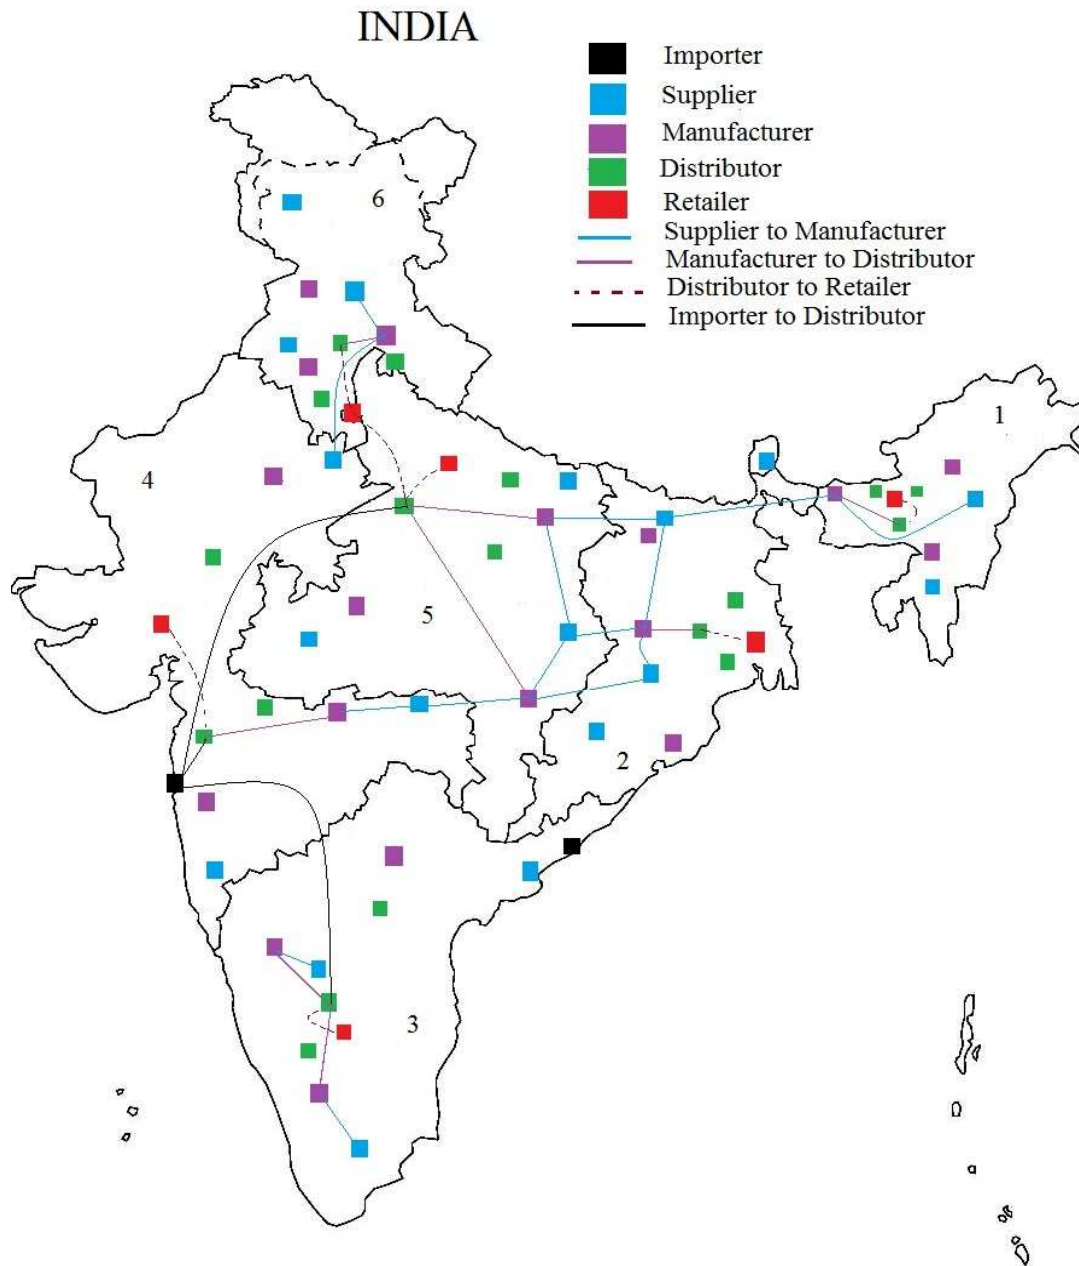 INDIA
Importer
Supplier
Manufacturer
Distributor
Retailer
Supplier to Manufacturer
Manufacturer to Distributor
Distributor to Retailer
Importer to Distributor
6
1
4
5
2
3